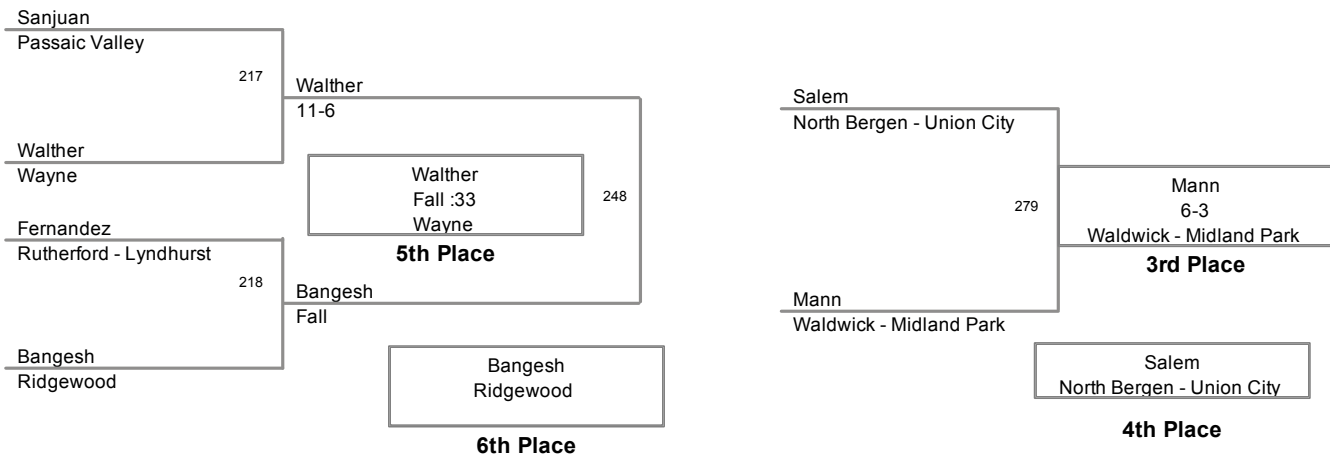 Sanjuan
Passaic Valley
217
Walther
11-6
Walther
Wayne
Walther
Fall :33
Wayne
5th Place
248
Fernandez
Rutherford - Lyndhurst
218
Bangesh
Fall
Bangesh
Ridgewood
Bangesh
Ridgewood
6th Place
Salem
North Bergen - Union City
279
Mann
6-3
Waldwick - Midland Park
3rd Place
Mann
Waldwick - Midland Park
Salem
North Bergen - Union City
4th Place